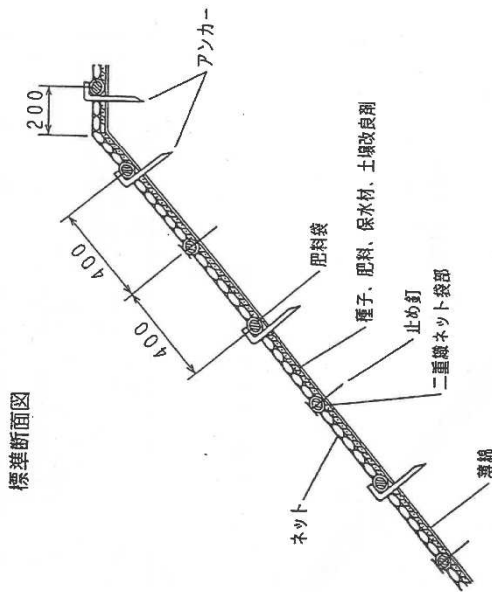 標準断面図
200
アンカー
400
400
肥料袋
種子、肥料、保水材、土壌改良剤
止め釘
二重織ネット袋部
ネット
薄綿